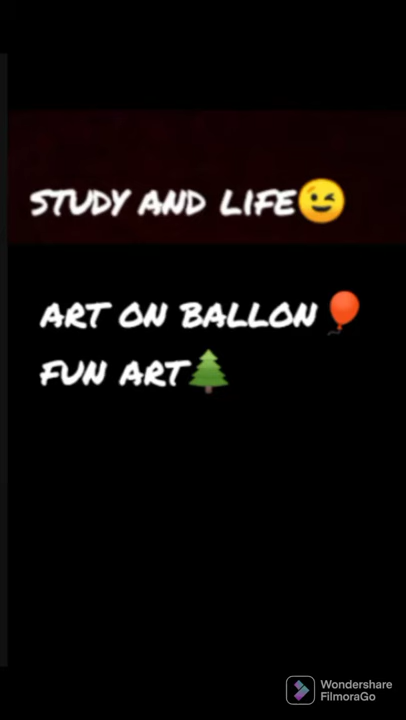 STUDY AND LIFE😉
ART ON BALLON🎈
FUN ART🌲
Wondershare
FilmoraGo